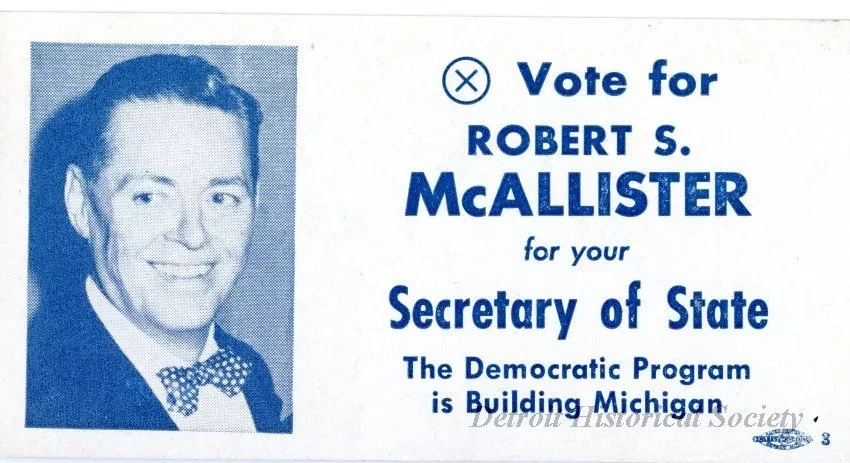 Vote for
ROBERT S.
McALLISTER
for your
Secretary of State
The Democratic Program
is Building Michigan
Detroit Historical Society
3